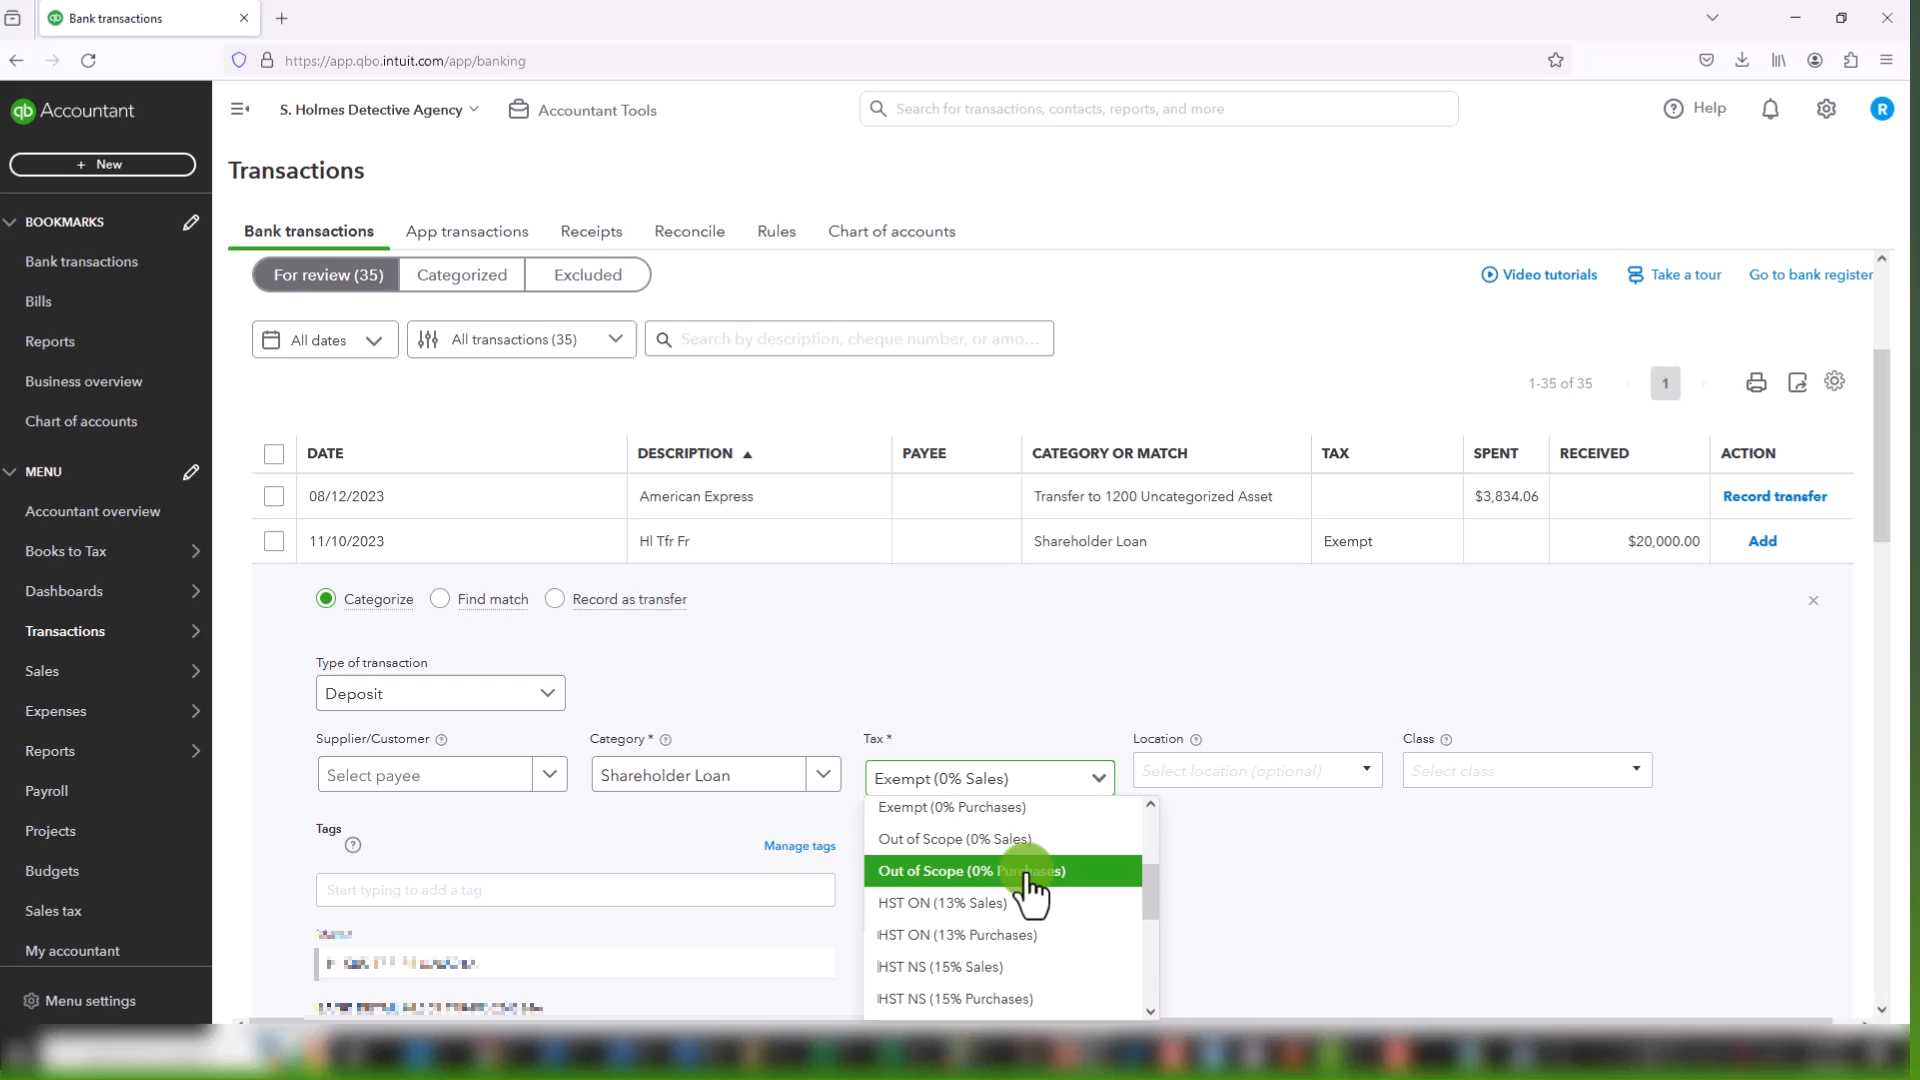 Bank transactions
https://app.qbo.intuit.com/app/banking
qb Accountant
S. Holmes Detective Agency
Accountant Tools
Search for transactions, contacts, reports, and more
Help
R
+ New
Transactions
BOOKMARKS
Bank transactions
Bills
Reports
Business overview
Chart of accounts
MENU
Accountant overview
Books to Tax
Dashboards
Transactions
Sales
Expenses
Reports
Payroll
Projects
Budgets
Sales tax
My accountant
Menu settings
Bank transactions App transactions Receipts Reconcile Rules Chart of accounts
For review (35) Categorized Excluded
Video tutorials Take a tour Go to bank register
All dates All transactions (35) Search by description, cheque number, or amo...
1-35 of 35 1
DATE DESCRIPTION PAYEE CATEGORY OR MATCH TAX SPENT RECEIVED ACTION
08/12/2023 American Express Transfer to 1200 Uncategorized Asset $3,834.06 Record transfer
11/10/2023 Hl Tfr Fr Shareholder Loan Exempt $20,000.00 Add
Categorize Find match Record as transfer
Type of transaction
Deposit
Supplier/Customer Category * Tax * Location Class
Select payee Shareholder Loan Exempt (0% Sales) Select location (optional) Select class
Exempt (0% Purchases)
Out of Scope (0% Sales)
Out of Scope (0% Purchases)
HST ON (13% Sales)
HST ON (13% Purchases)
HST NS (15% Sales)
HST NS (15% Purchases)
Tags
Manage tags
Start typing to add a tag